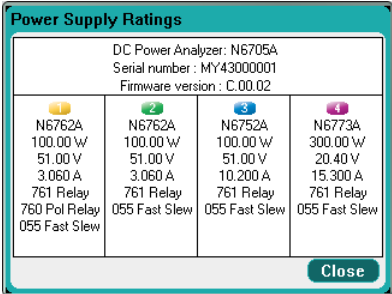 Power Supply Ratings
DC Power Analyzer: N6705A
Serial number : MY43000001
Firmware version : C.00.02
1
N6762A
100.00 W
51.00 V
3.060 A
761 Relay
760 Pol Relay
055 Fast Slew
2
N6762A
100.00 W
51.00 V
3.060 A
761 Relay
055 Fast Slew
3
N6752A
100.00 W
51.00 V
10.200 A
761 Relay
055 Fast Slew
4
N6773A
300.00 W
20.40 V
15.300 A
761 Relay
055 Fast Slew
Close